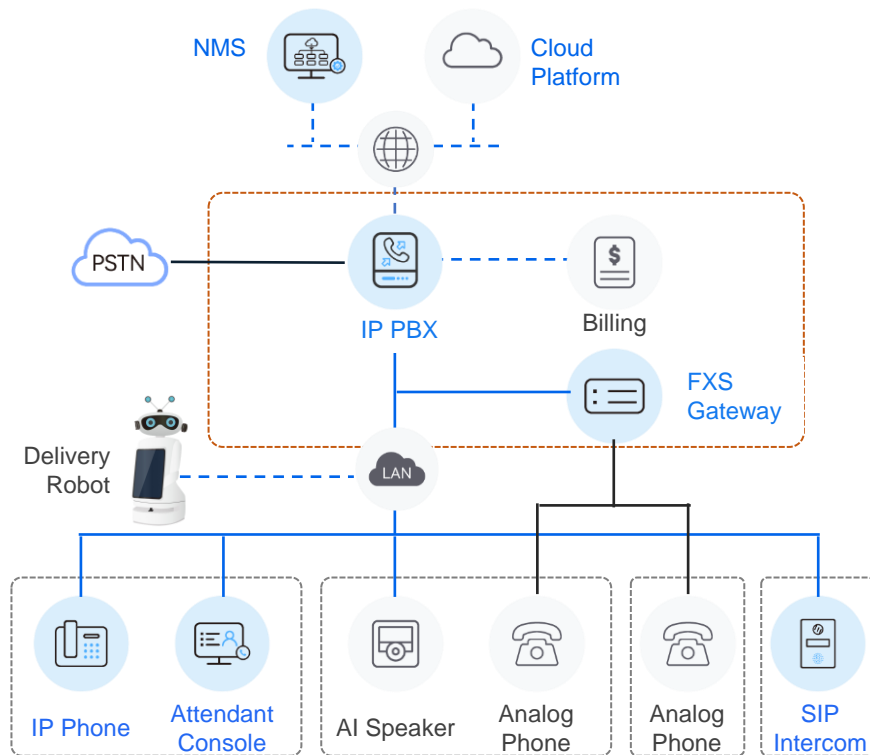 NMS
Cloud
Platform
PSTN
$
IP PBX
Billing
FXS
Gateway
Delivery
Robot
LAN
IP Phone
Attendant
Console
AI Speaker
Analog
Phone
Analog
Phone
SIP
Intercom